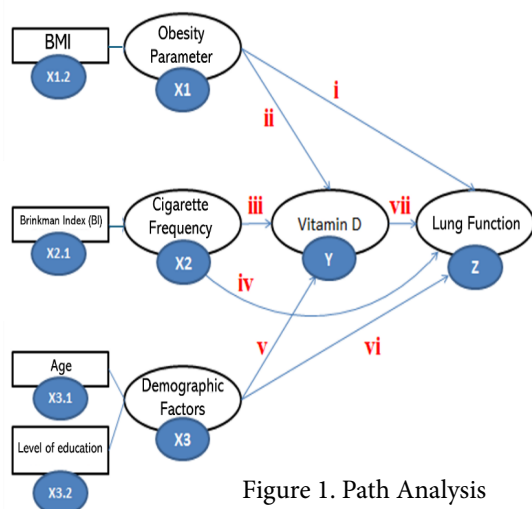 BMI
X1.2
Obesity
Parameter
X1
i
ii
Brinkman Index (BI)
X2.1
Cigarette
Frequency
X2
iii
Vitamin D
Y
vii
Lung Function
Z
iv
v
vi
Age
X3.1
Level of education
X3.2
Demographic
Factors
X3
Figure 1. Path Analysis